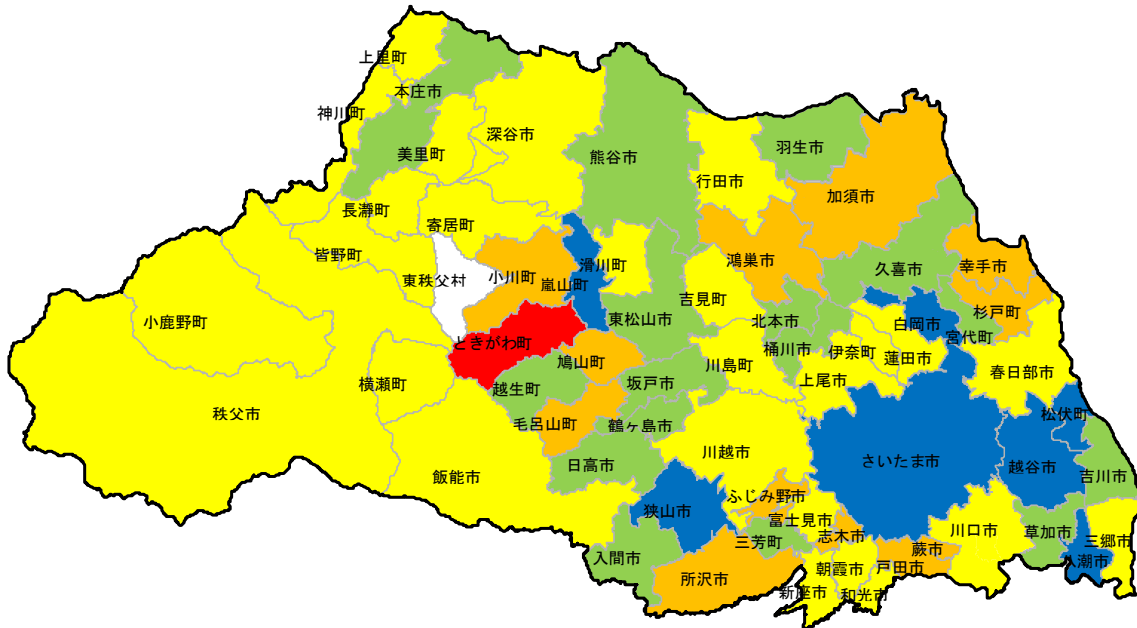 上里町
本庄市
神川町
美里町
深谷市
熊谷市
羽生市
行田市
加須市
長瀞町
寄居町
皆野町
東秩父村
小川町
嵐山町
滑川町
鴻巣市
久喜市
幸手市
吉見町
小鹿野町
東松山市
北本市
白岡市
杉戸町
宮代町
ときがわ町
鳩山町
川島町
桶川市
伊奈町
蓮田市
横瀬町
越生町
坂戸市
上尾市
春日部市
秩父市
毛呂山町
鶴ヶ島市
松伏町
川越市
さいたま市
越谷市
日高市
飯能市
吉川市
狭山市
ふじみ野市
富士見市
川口市
草加市
三芳町
志木市
三郷市
入間市
蕨市
八潮市
所沢市
朝霞市
戸田市
新座市
和光市